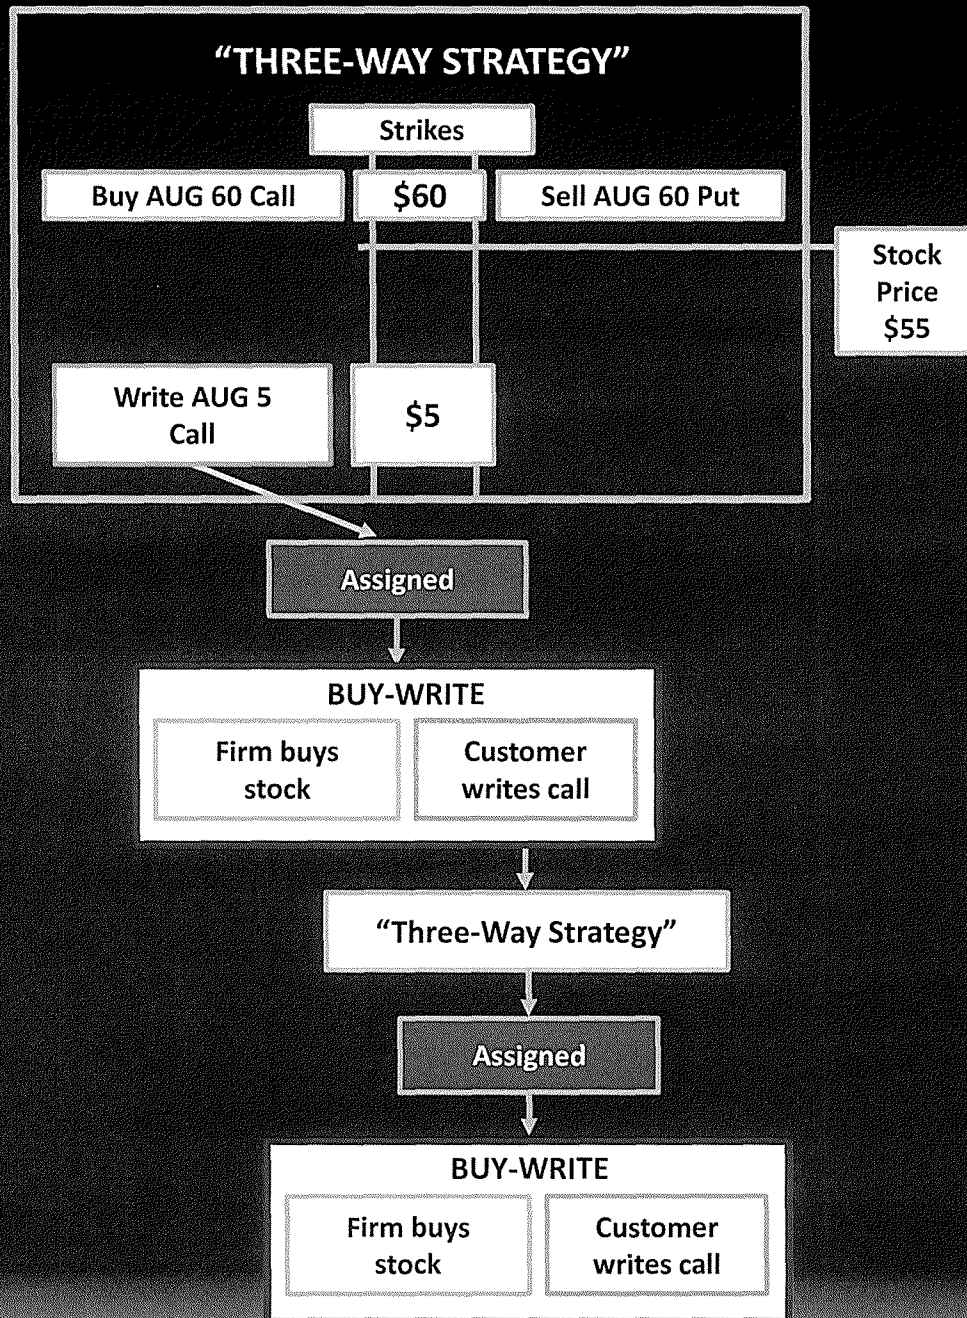 “THREE-WAY STRATEGY”
Strikes
Buy AUG 60 Call
$60
Sell AUG 60 Put
Stock
Price
$55
Write AUG 5
Call
$5
Assigned
BUY-WRITE
Firm buys
stock
Customer
writes call
“Three-Way Strategy”
Assigned
BUY-WRITE
Firm buys
stock
Customer
writes call